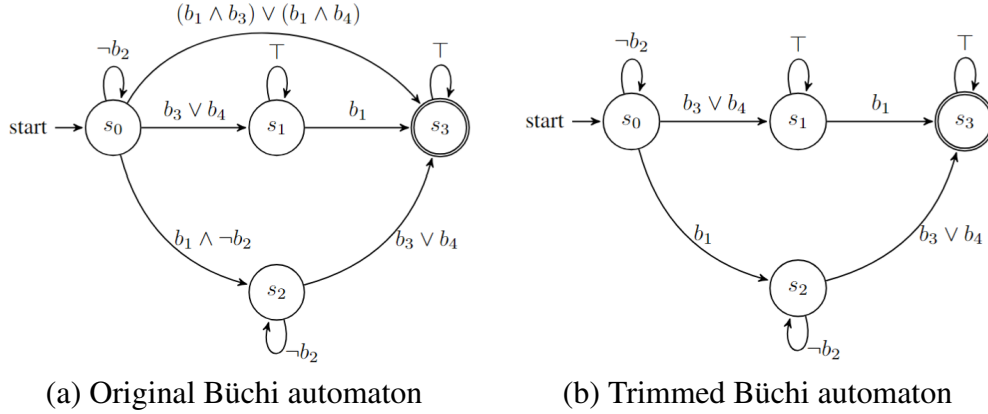 (b₁ ∧ b₃) ∨ (b₁ ∧ b₄)
¬b₂ ⊤ ⊤
start s₀ b₃ ∨ b₄ s₁ b₁ s₃
b₁ ∧ ¬b₂ b₃ ∨ b₄
s₂
¬b₂
(a) Original Büchi automaton
¬b₂ ⊤ ⊤
start s₀ b₃ ∨ b₄ s₁ b₁ s₃
b₁ b₃ ∨ b₄
s₂
¬b₂
(b) Trimmed Büchi automaton